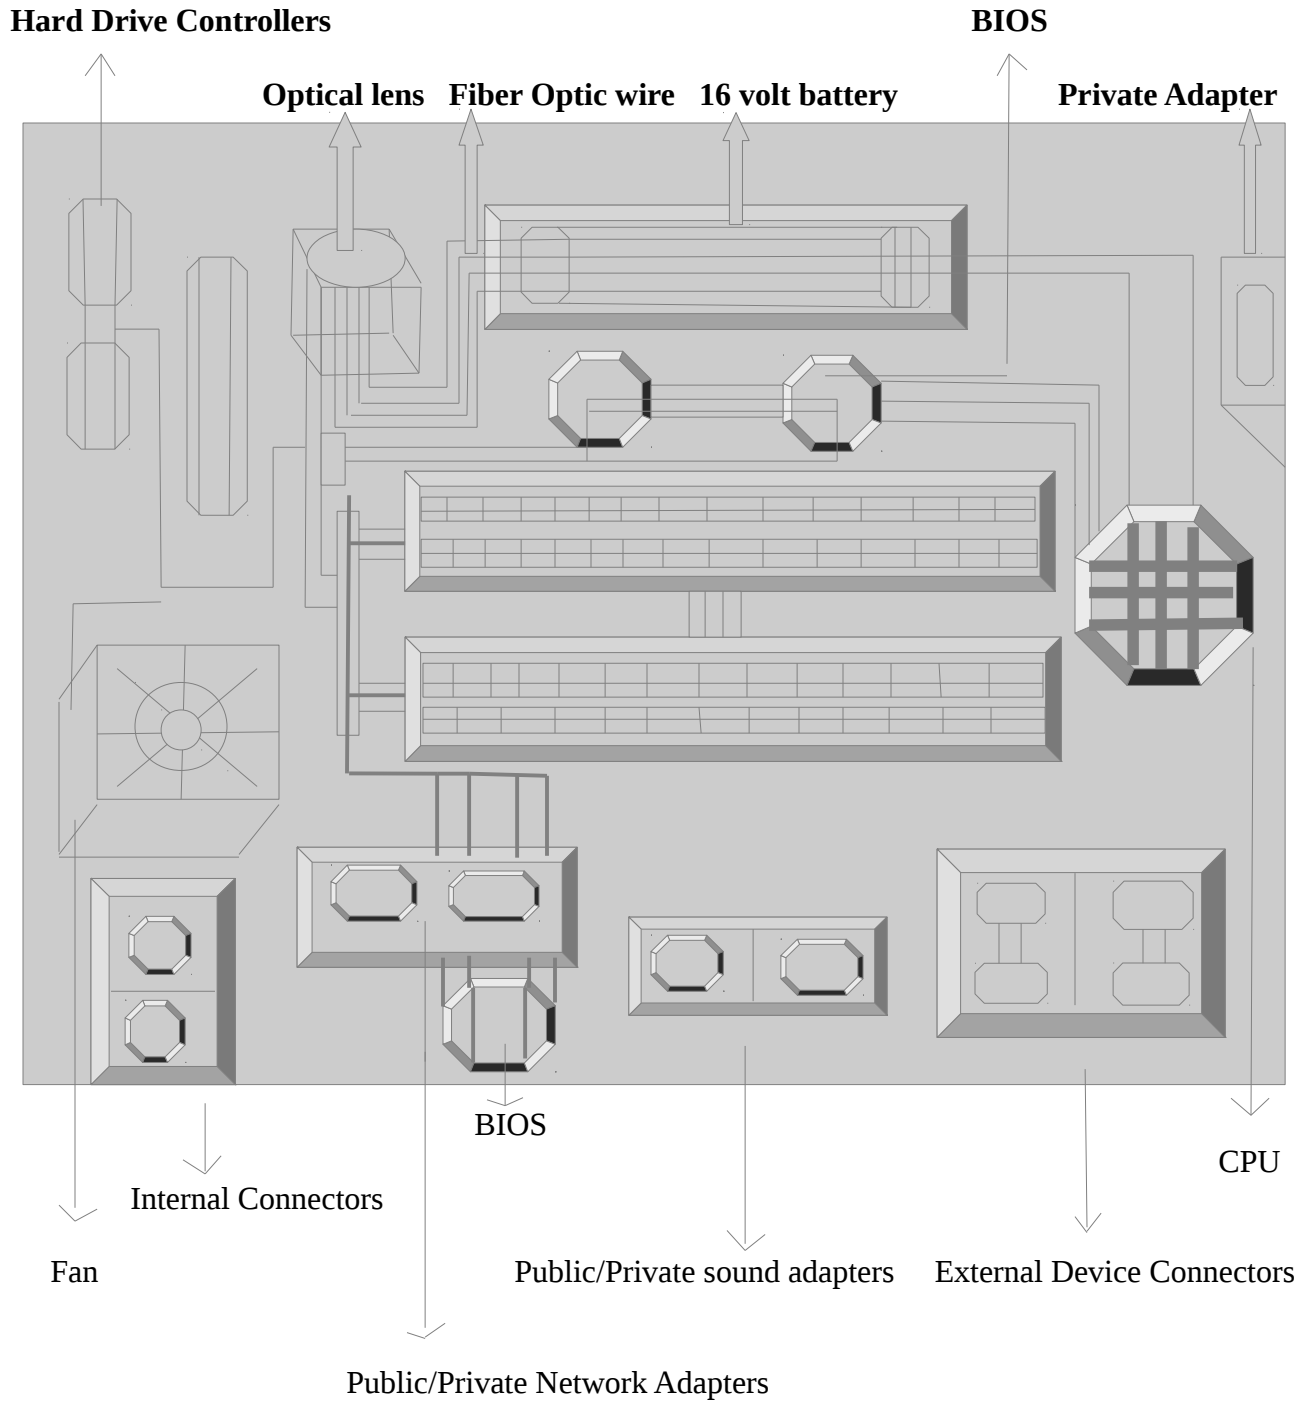 Hard Drive Controllers
BIOS
Optical lens
Fiber Optic wire
16 volt battery
Private Adapter
BIOS
CPU
Internal Connectors
Fan
Public/Private sound adapters
External Device Connectors
Public/Private Network Adapters